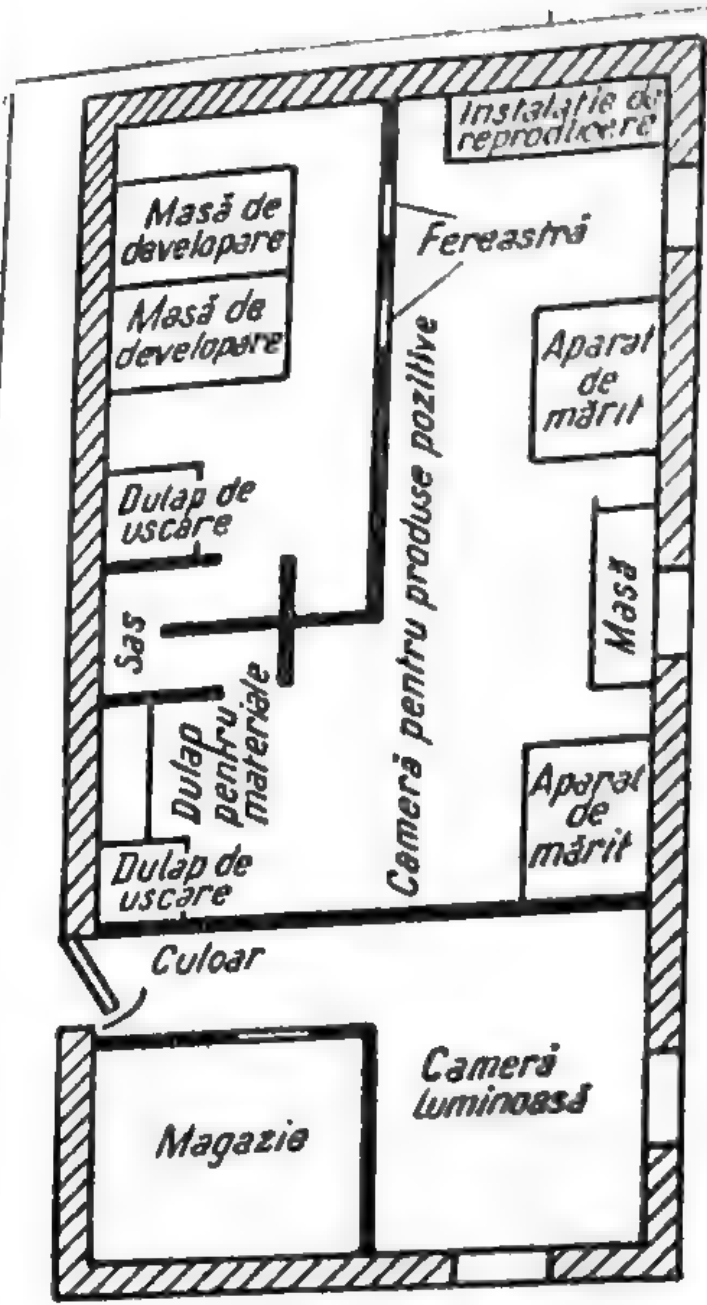 Instalație de
reproducere
Masă de
developare
Fereastră
Masă de
developare
Aparat
de
mărit
Cameră pentru produse pozitive
Dulap de
uscare
Masă
Sas
Dulap
pentru
materiale
Aparat
de
mărit
Dulap de
uscare
Culoar
Cameră
luminoasă
Magazie